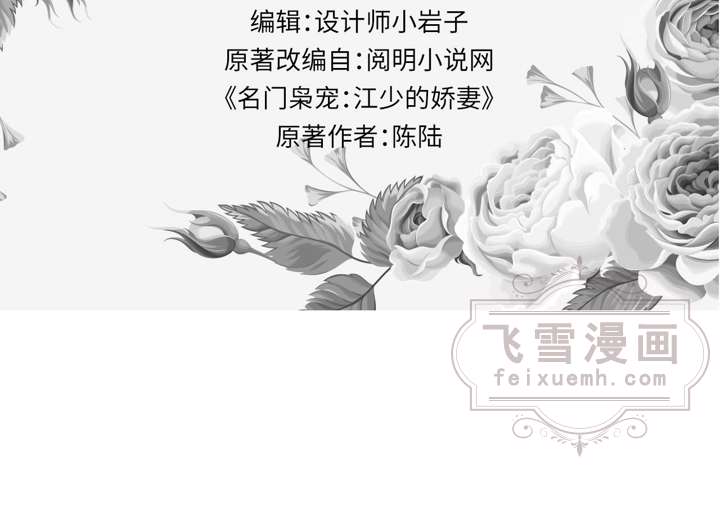 编辑：设计师小岩子
原著改编自：阅明小说网
《名门枭宠：江少的娇妻》
原著作者：陈陆
飞雪漫画
feixuemh.com